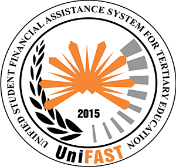 UNIFIED STUDENT FINANCIAL ASSISTANCE SYSTEM FOR TERTIARY EDUCATION
2015
UniFAST